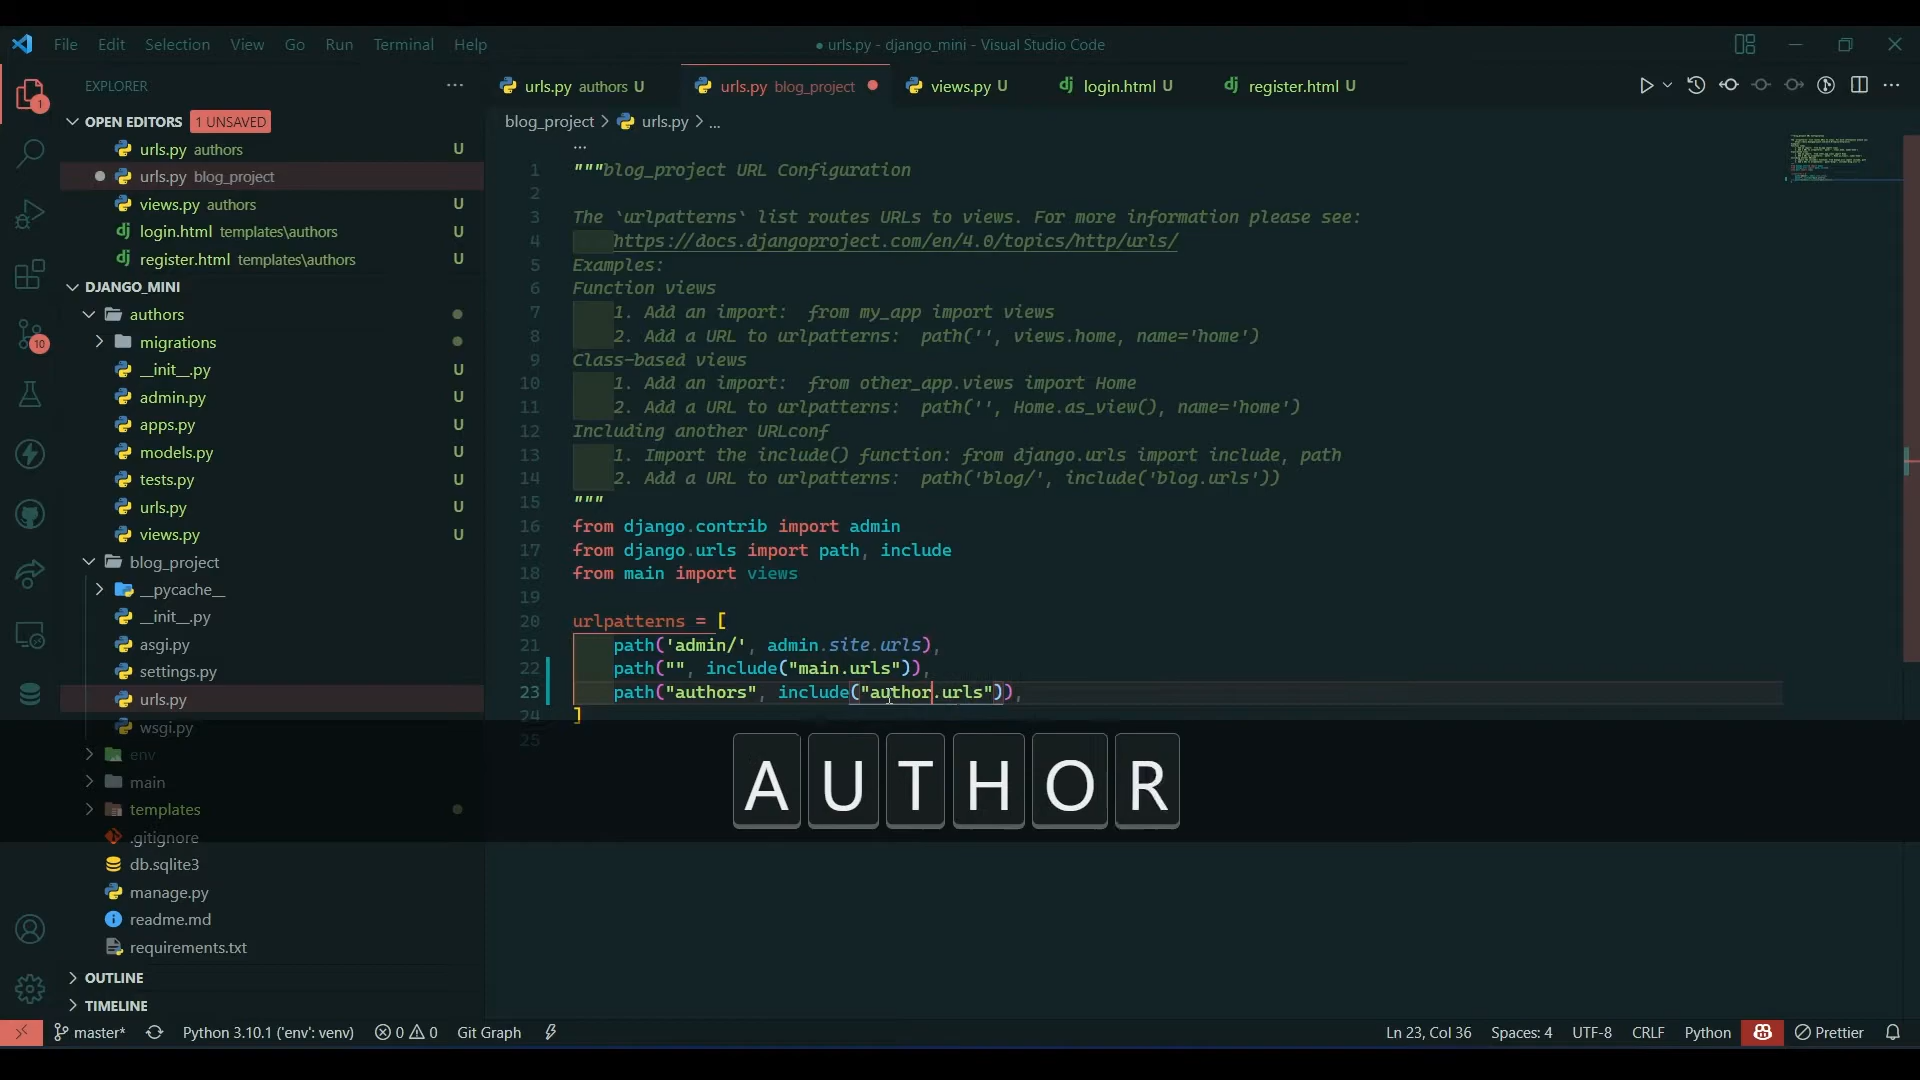 File Edit Selection View Go Run Terminal Help
● urls.py - django_mini - Visual Studio Code
EXPLORER
1
OPEN EDITORS 1 UNSAVED
urls.py authors U
urls.py blog_project
views.py authors U
login.html templates\authors U
register.html templates\authors U
DJANGO_MINI
authors
migrations
__init__.py U
admin.py U
apps.py U
models.py U
tests.py U
urls.py U
views.py U
10
blog_project
__pycache__
__init__.py
asgi.py
settings.py
urls.py
wsgi.py
env
main
templates
.gitignore
db.sqlite3
manage.py
readme.md
requirements.txt
OUTLINE
TIMELINE
urls.py authors U
urls.py blog_project
views.py U
login.html U
register.html U
blog_project > urls.py > ...
...
1 """blog_project URL Configuration
2
3 The `urlpatterns` list routes URLs to views. For more information please see:
4 https://docs.djangoproject.com/en/4.0/topics/http/urls/
5 Examples:
6 Function views
7 1. Add an import:  from my_app import views
8 2. Add a URL to urlpatterns:  path('', views.home, name='home')
9 Class-based views
10 1. Add an import:  from other_app.views import Home
11 2. Add a URL to urlpatterns:  path('', Home.as_view(), name='home')
12 Including another URLconf
13 1. Import the include() function: from django.urls import include, path
14 2. Add a URL to urlpatterns:  path('blog/', include('blog.urls'))
15 """
16 from django.contrib import admin
17 from django.urls import path, include
18 from main import views
19
20 urlpatterns = [
21 path('admin/', admin.site.urls),
22 path("", include("main.urls")),
23 path("authors", include("author.urls")),
24 ]
25
A U T H O R
master* Python 3.10.1 ('env': venv) 0 0 Git Graph Ln 23, Col 36 Spaces: 4 UTF-8 CRLF Python Prettier